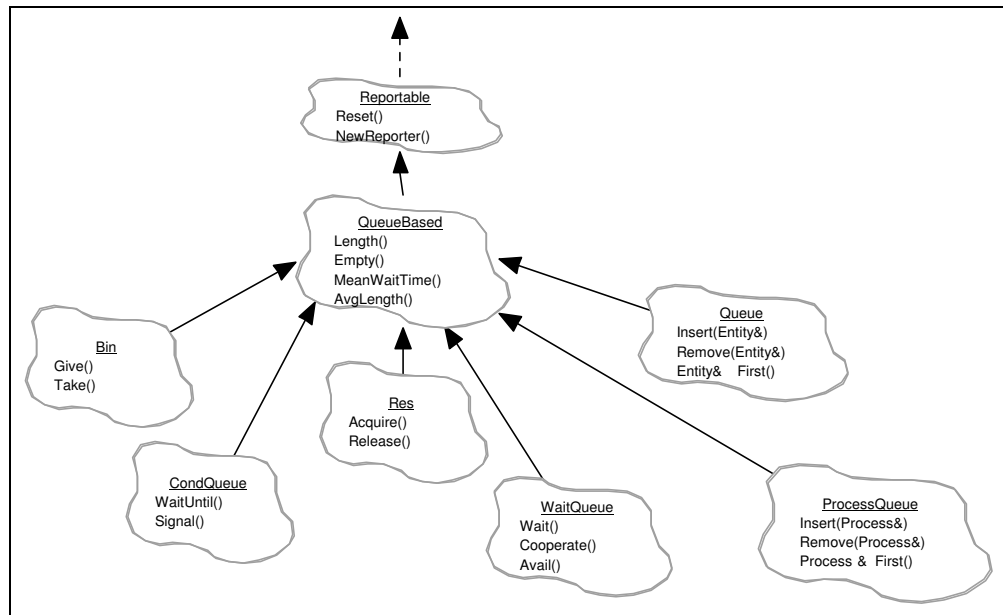 Reportable
Reset()
NewReporter()
QueueBased
Length()
Empty()
MeanWaitTime()
AvgLength()
Bin
Give()
Take()
CondQueue
WaitUntil()
Signal()
Res
Acquire()
Release()
WaitQueue
Wait()
Cooperate()
Avail()
Queue
Insert(Entity&)
Remove(Entity&)
Entity& First()
ProcessQueue
Insert(Process&)
Remove(Process&)
Process & First()